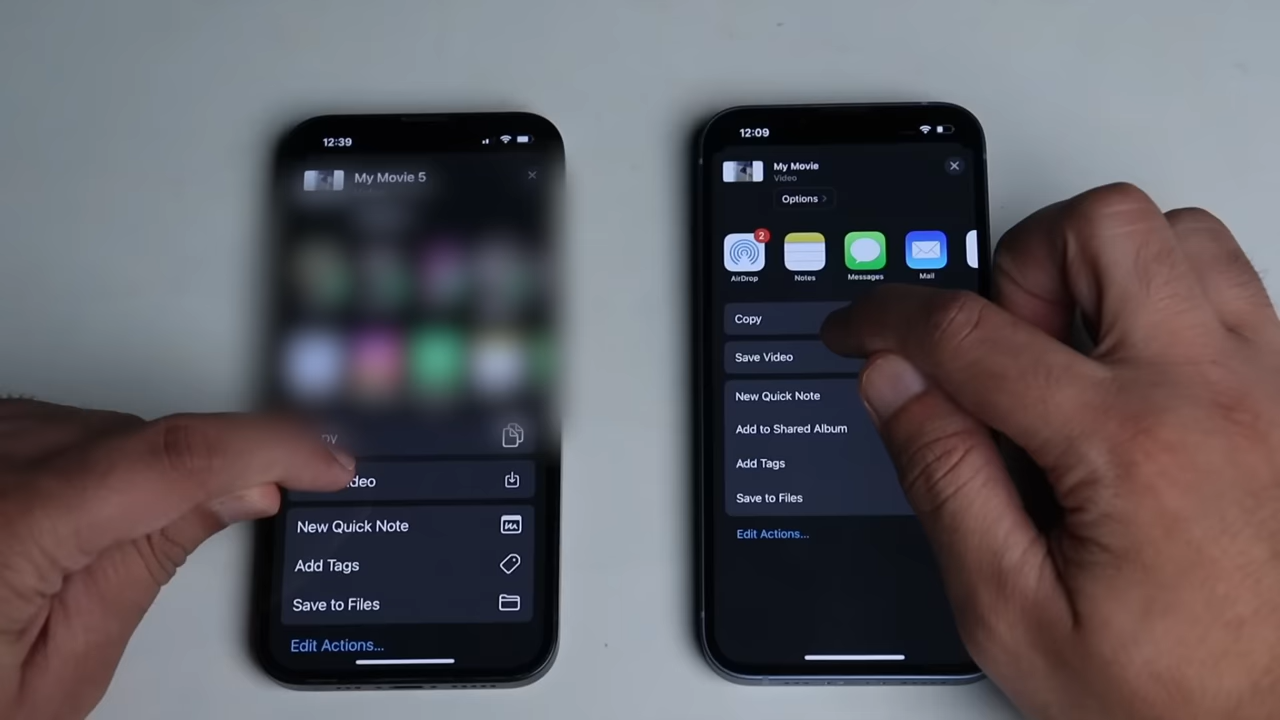 12:39
My Movie 5
New Quick Note
Add Tags
Save to Files
Edit Actions...
12:09
My Movie
Video
Options
2
AirDrop
Notes
Messages
Mail
Copy
Save Video
New Quick Note
Add to Shared Album
Add Tags
Save to Files
Edit Actions...